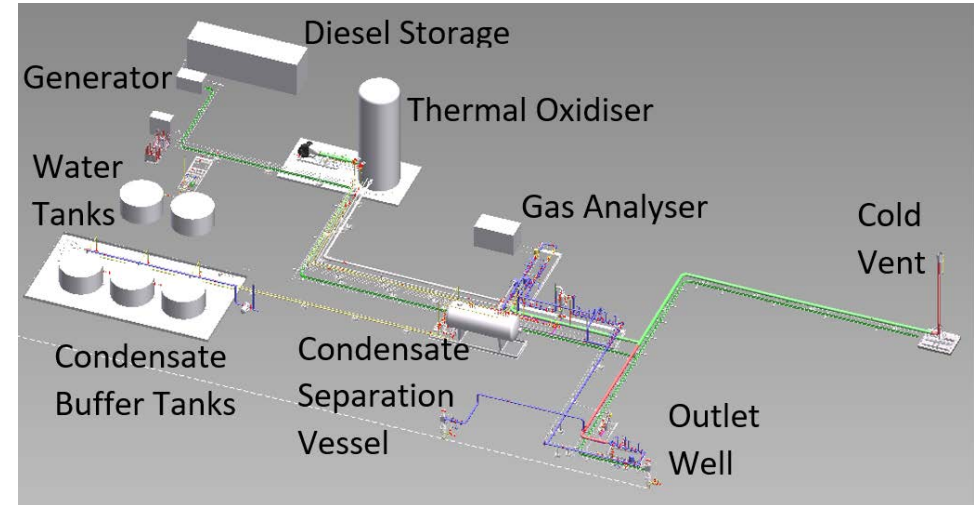 Diesel Storage
Generator
Thermal Oxidiser
Water
Tanks
Gas Analyser
Cold
Vent
Condensate
Buffer Tanks
Condensate
Separation
Vessel
Outlet
Well